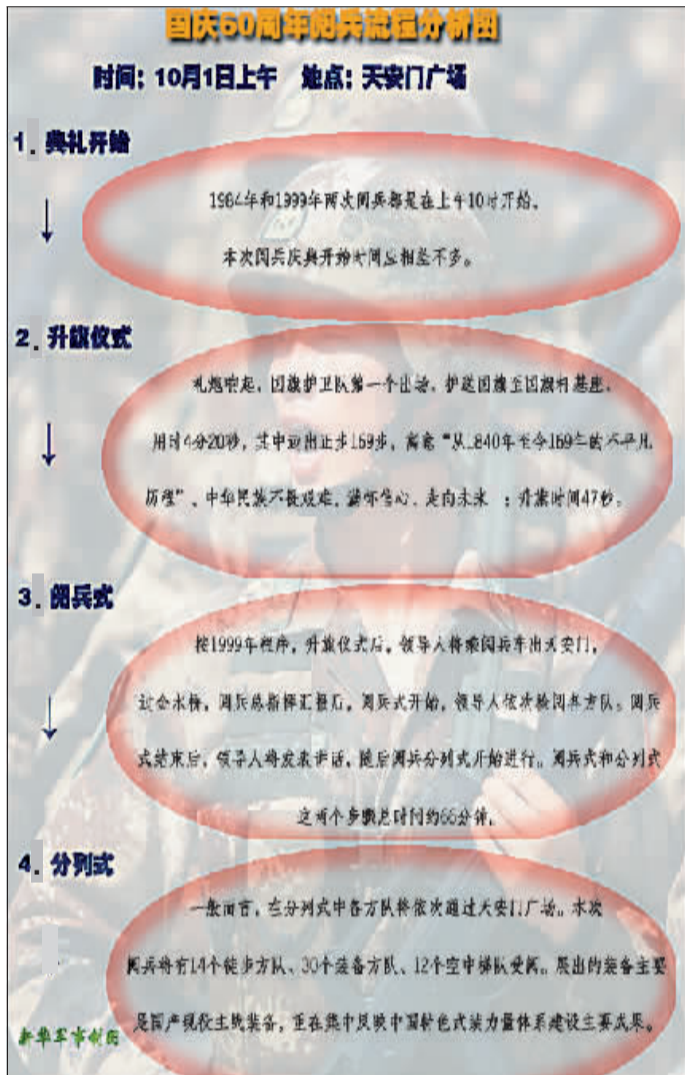 国庆60周年阅兵流程分析图
时间：10月1日上午 地点：天安门广场
1. 典礼开始
1984年和1999年两次阅兵都是在上午10时开始，
本次阅兵庆典开始时间应相差不多。
2. 升旗仪式
礼炮响起，国旗护卫队第一个出场，护送国旗至国旗杆基座，
用时4分20秒，其中迈出正步169步，寓意“从1840年至今169年的不平凡
历程”、中华民族不畏艰难、满怀信心、走向未来 ；升旗时间47秒。
3. 阅兵式
按1999年程序，升旗仪式后，领导人将乘阅兵车出天安门，
过金水桥，阅兵总指挥汇报后，阅兵式开始，领导人依次检阅各方队。阅兵
式结束后，领导人将发表讲话，随后阅兵分列式开始进行。阅兵式和分列式
这两个步骤总时间约66分钟。
4. 分列式
一般而言，在分列式中各方队将依次通过天安门广场。本次
阅兵将有14个徒步方队、30个装备方队、12个空中梯队受阅。展出的装备主要
是国产现役主战装备，重在集中反映中国特色武装力量体系建设主要成果。
新华军事制图